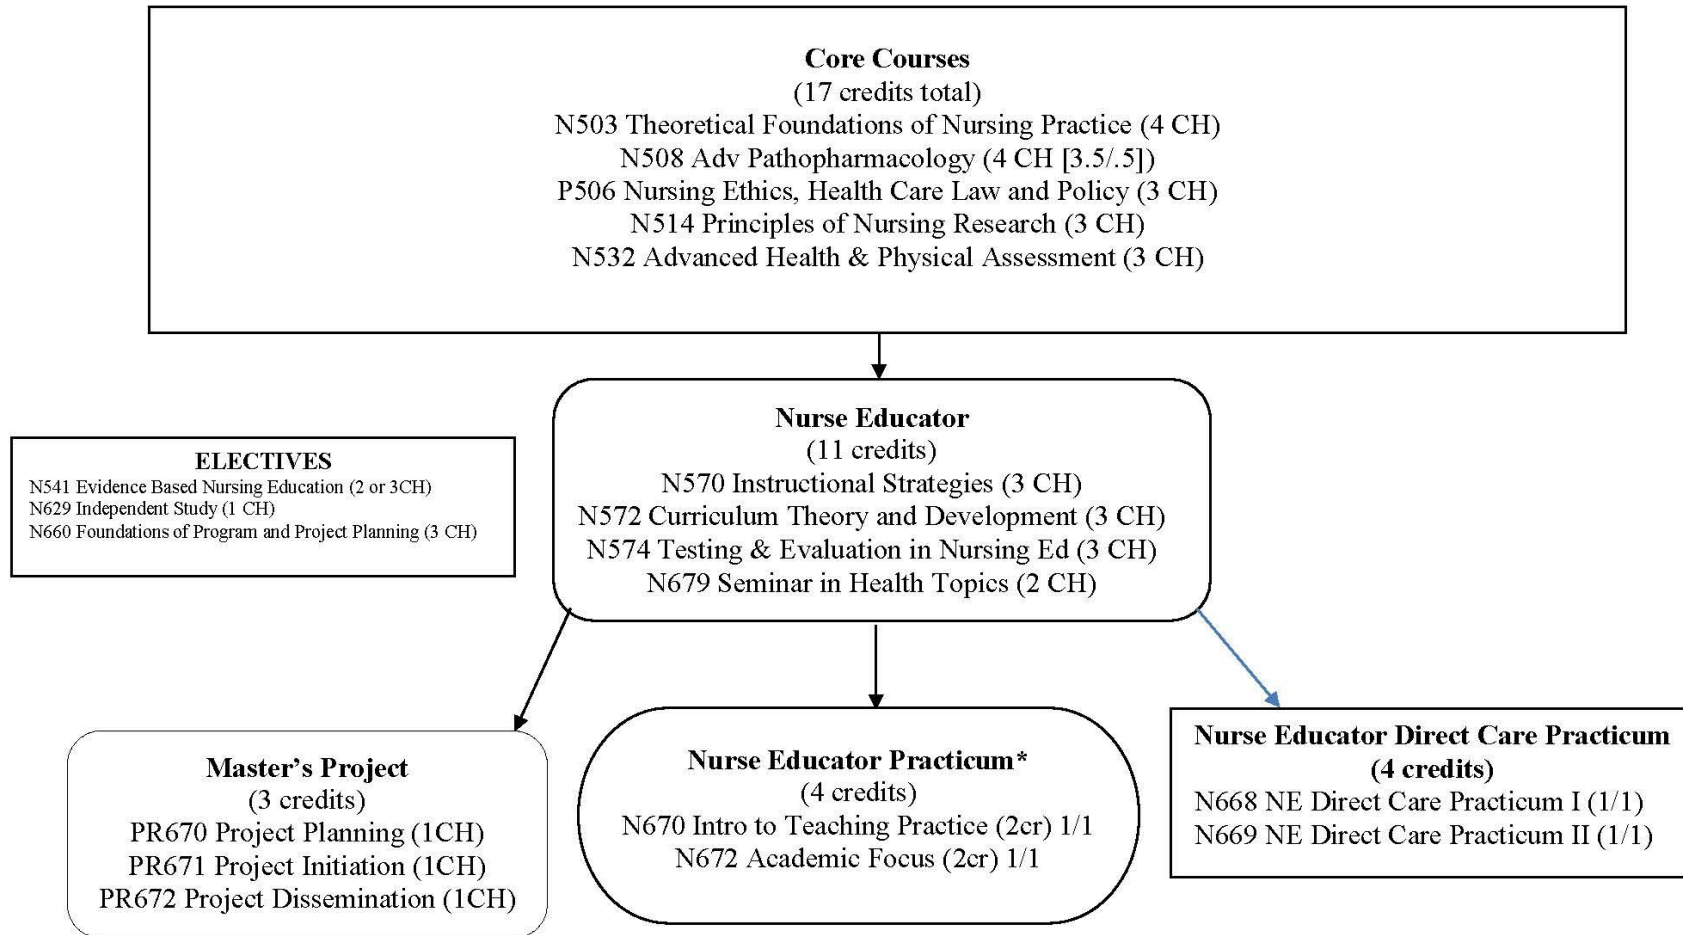 Core Courses
(17 credits total)
N503 Theoretical Foundations of Nursing Practice (4 CH)
N508 Adv Pathopharmacology (4 CH [3.5/.5])
P506 Nursing Ethics, Health Care Law and Policy (3 CH)
N514 Principles of Nursing Research (3 CH)
N532 Advanced Health & Physical Assessment (3 CH)
Nurse Educator
(11 credits)
N570 Instructional Strategies (3 CH)
N572 Curriculum Theory and Development (3 CH)
N574 Testing & Evaluation in Nursing Ed (3 CH)
N679 Seminar in Health Topics (2 CH)
ELECTIVES
N541 Evidence Based Nursing Education (2 or 3CH)
N629 Independent Study (1 CH)
N660 Foundations of Program and Project Planning (3 CH)
Master’s Project
(3 credits)
PR670 Project Planning (1CH)
PR671 Project Initiation (1CH)
PR672 Project Dissemination (1CH)
Nurse Educator Practicum*
(4 credits)
N670 Intro to Teaching Practice (2cr) 1/1
N672 Academic Focus (2cr) 1/1
Nurse Educator Direct Care Practicum
(4 credits)
N668 NE Direct Care Practicum I (1/1)
N669 NE Direct Care Practicum II (1/1)